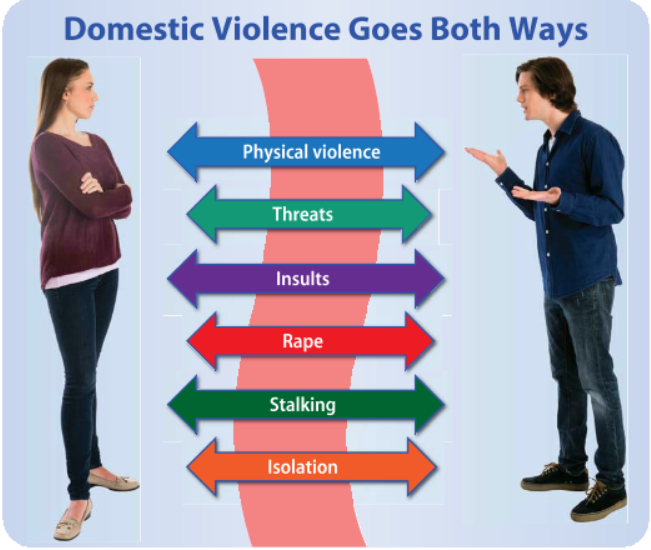 Domestic Violence Goes Both Ways
Physical violence
Threats
Insults
Rape
Stalking
Isolation